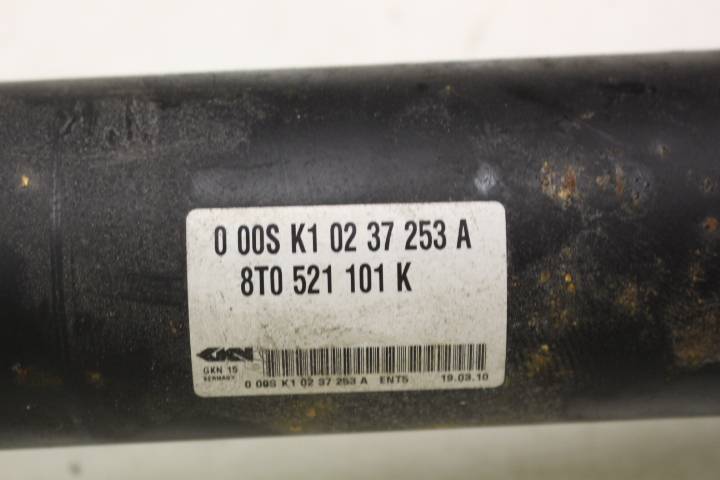 0 00S K1 02 37 253 A
8T0 521 101 K
GKN
GKN 15
GERMANY
0 00S K1 02 37 253 A ENT5 19.03.10